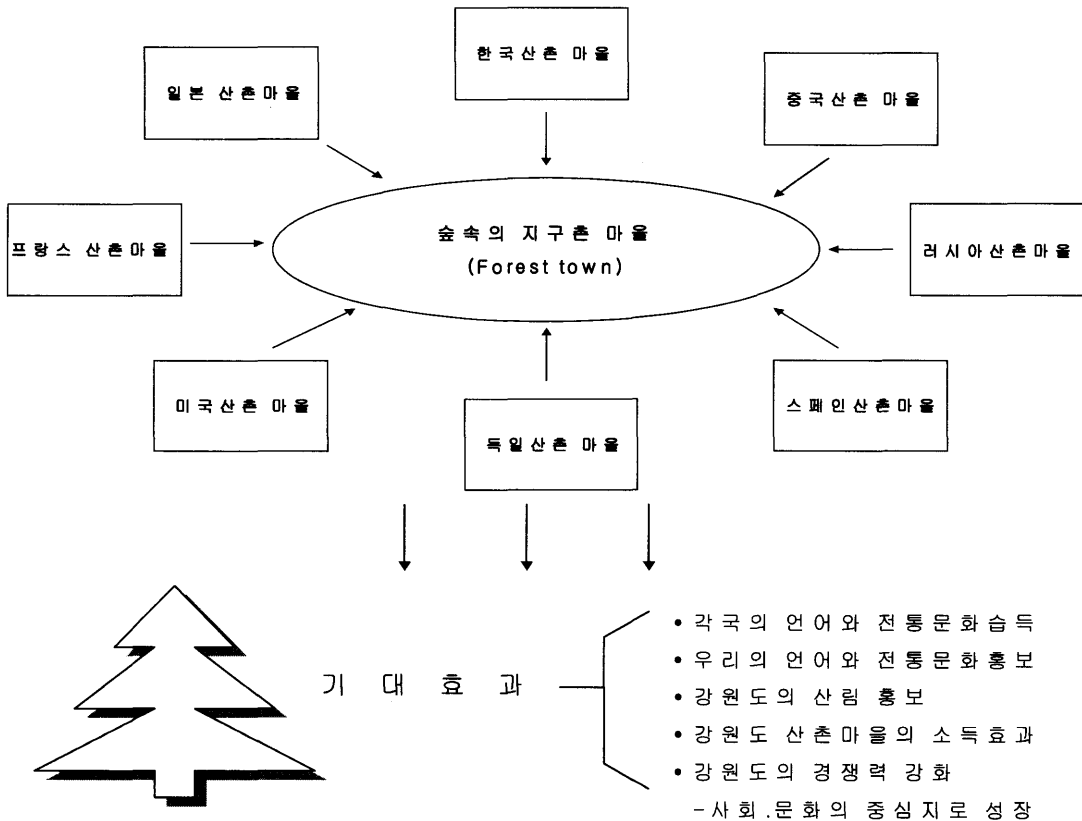 한국산촌 마을
일본 산촌마을
중국산촌 마을
숲속의 지구촌 마을
(Forest town)
프랑스 산촌마을
러시아산촌마을
미국산촌 마을
스페인산촌마을
독일산촌 마을
기대효과
• 각국의 언어와 전통문화습득
• 우리의 언어와 전통문화홍보
• 강원도의 산림 홍보
• 강원도 산촌마을의 소득효과
• 강원도의 경쟁력 강화
-사회.문화의 중심지로 성장